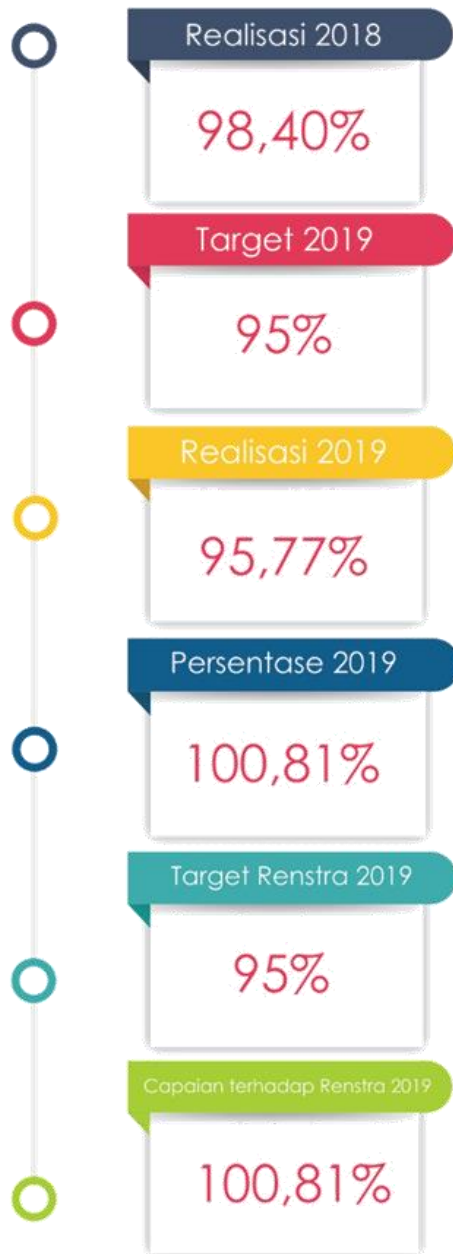 Realisasi 2018
98,40%
Target 2019
95%
Realisasi 2019
95,77%
Persentase 2019
100,81%
Target Renstra 2019
95%
Capaian terhadap Renstra 2019
100,81%